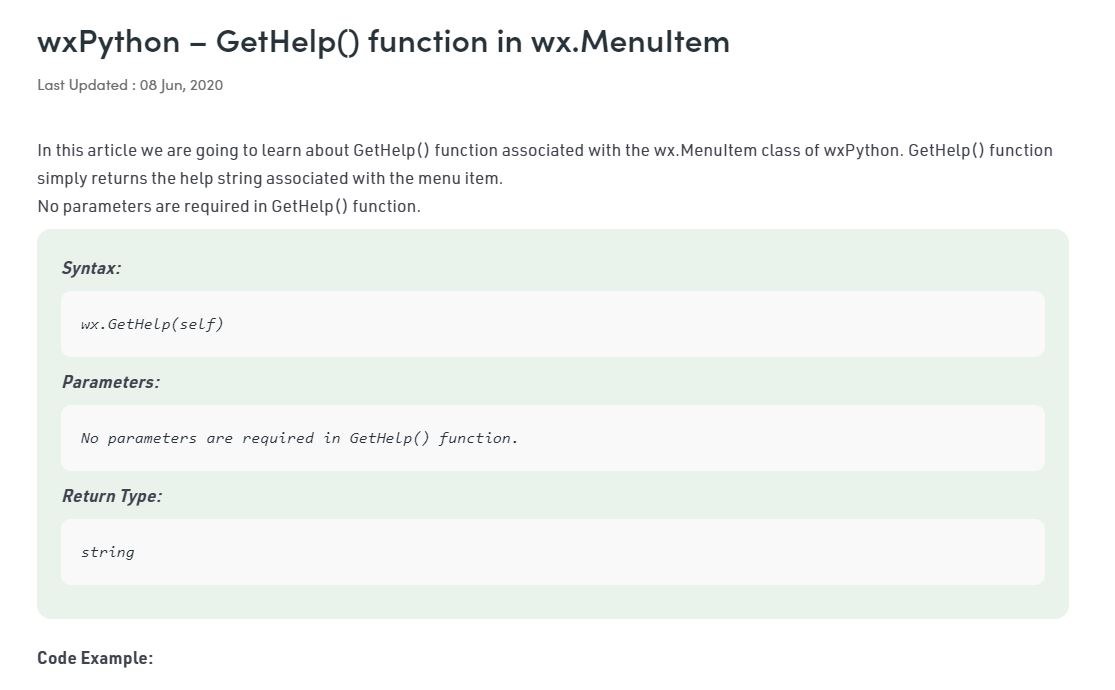 wxPython – GetHelp() function in wx.MenuItem
Last Updated : 08 Jun, 2020
In this article we are going to learn about GetHelp() function associated with the wx.MenuItem class of wxPython. GetHelp() function
simply returns the help string associated with the menu item.
No parameters are required in GetHelp() function.
Syntax:
wx.GetHelp(self)
Parameters:
No parameters are required in GetHelp() function.
Return Type:
string
Code Example: